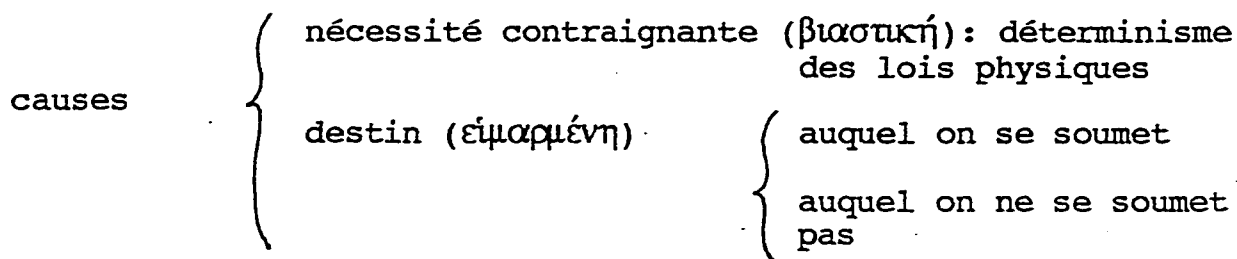 nécessité contraignante (βιαστική): déterminisme
des lois physiques
causes
destin (εἱμαρμένη)
auquel on se soumet
auquel on ne se soumet
pas